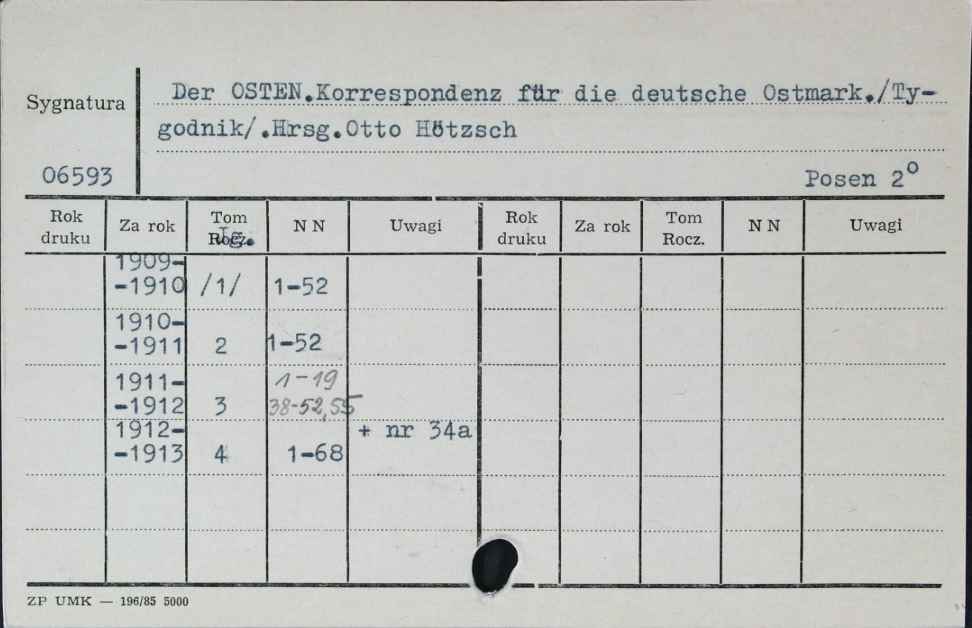 Der OSTEN.Korrespondenz für die deutsche Ostmark./Ty-
Sygnatura
godnik/.Hrsg.Otto Hötzsch
06593
Posen 2⁰
Rok druku Za rok Tom Rocz. Jg. N N Uwagi Rok druku Za rok Tom Rocz. N N Uwagi
1909-
-1910 /1/ 1-52
1910-
-1911 2 1-52
1911- 1-19
-1912 3 38-52,55
1912- + nr 34a
-1913 4 1-68
ZP UMK — 196/85 5000